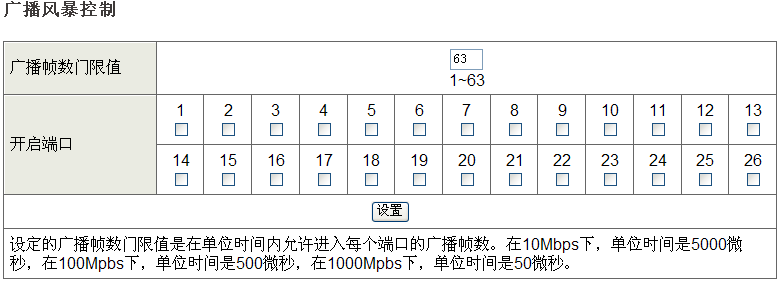 广播风暴控制
广播帧数门限值
63
1~63
开启端口
1 2 3 4 5 6 7 8 9 10 11 12 13
14 15 16 17 18 19 20 21 22 23 24 25 26
设置
设定的广播帧数门限值是在单位时间内允许进入每个端口的广播帧数。在10Mbps下，单位时间是5000微
秒，在100Mpbs下，单位时间是500微秒，在1000Mpbs下，单位时间是50微秒。